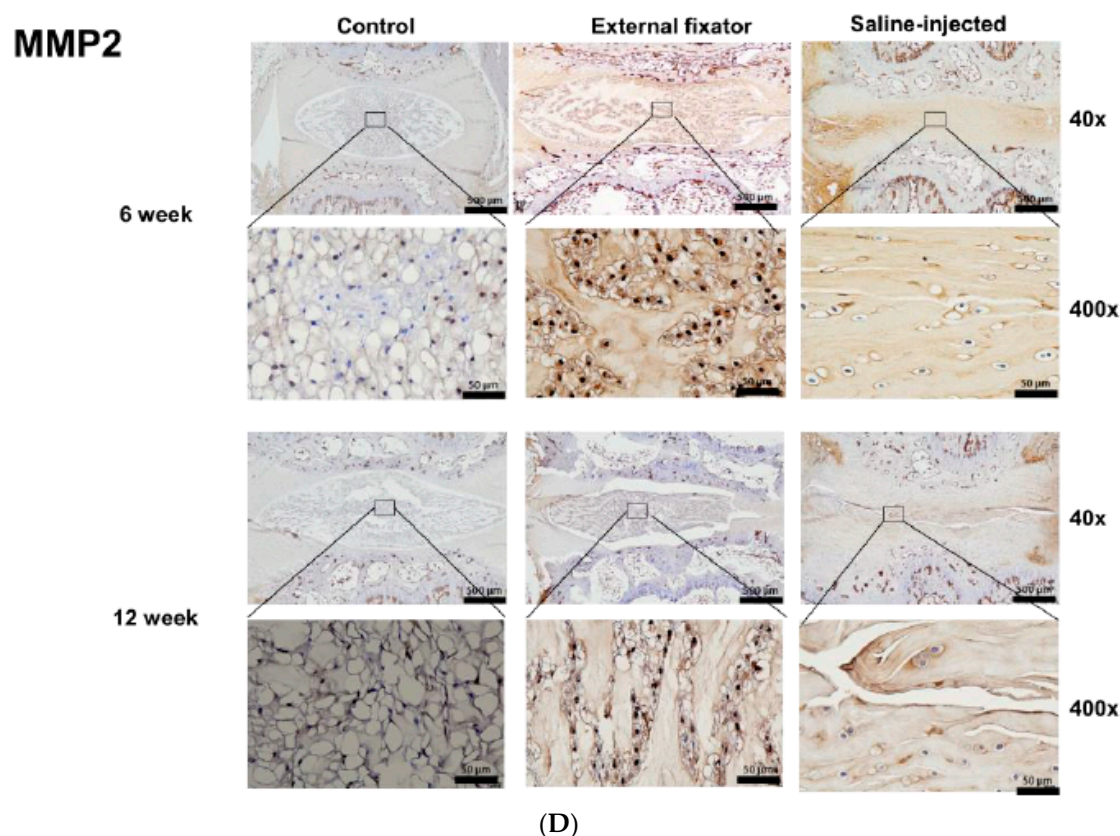 MMP2
Control External fixator Saline-injected
500 µm 500 µm 500 µm
40x
6 week
50 µm 50 µm 50 µm
400x
500 µm 500 µm 500 µm
40x
12 week
50 µm 50 µm 50 µm
400x
(D)